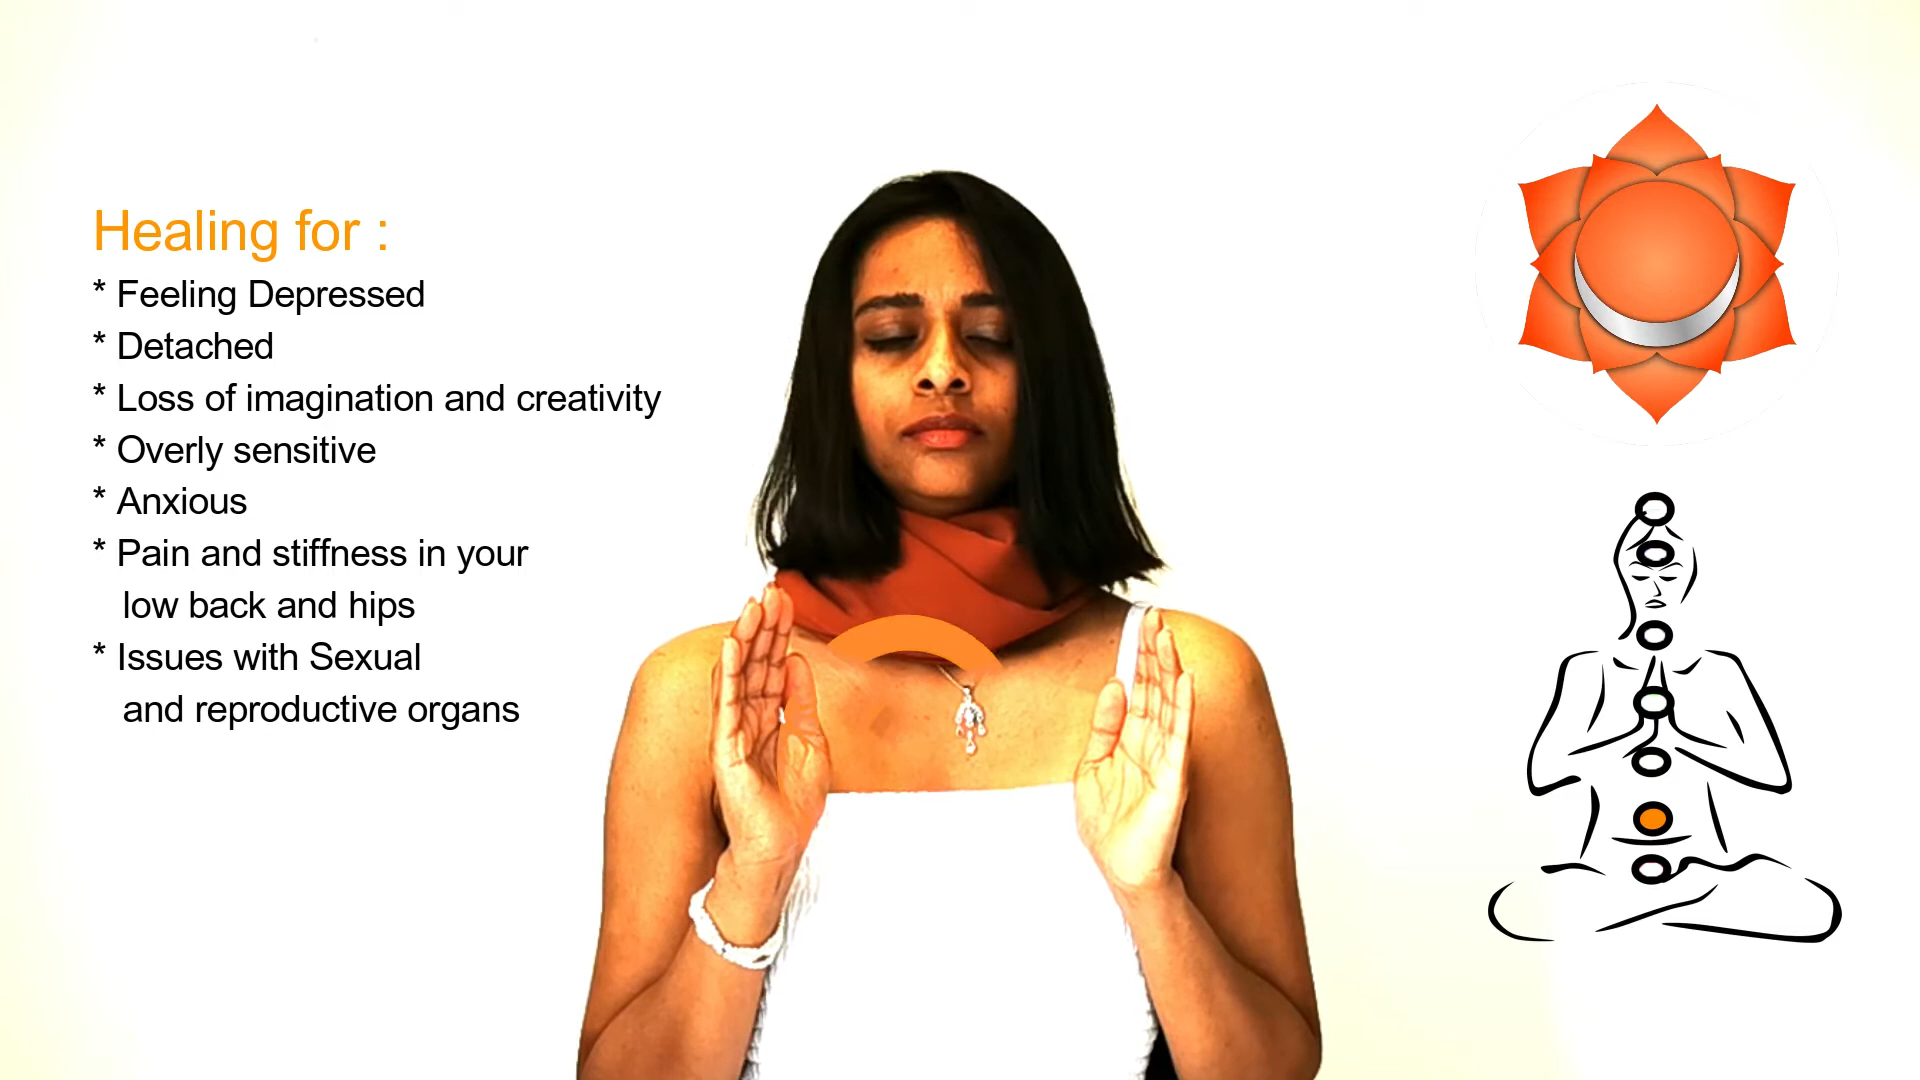 Healing for :
* Feeling Depressed
* Detached
* Loss of imagination and creativity
* Overly sensitive
* Anxious
* Pain and stiffness in your
low back and hips
* Issues with Sexual
and reproductive organs